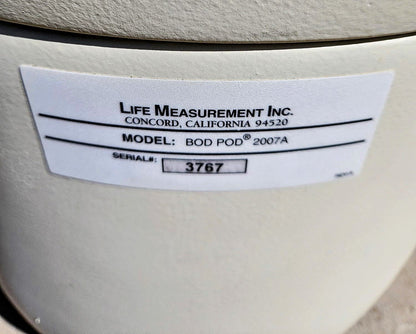 LIFE MEASUREMENT INC.
CONCORD, CALIFORNIA 94520
MODEL: BOD POD® 2007A
SERIAL#: 3767